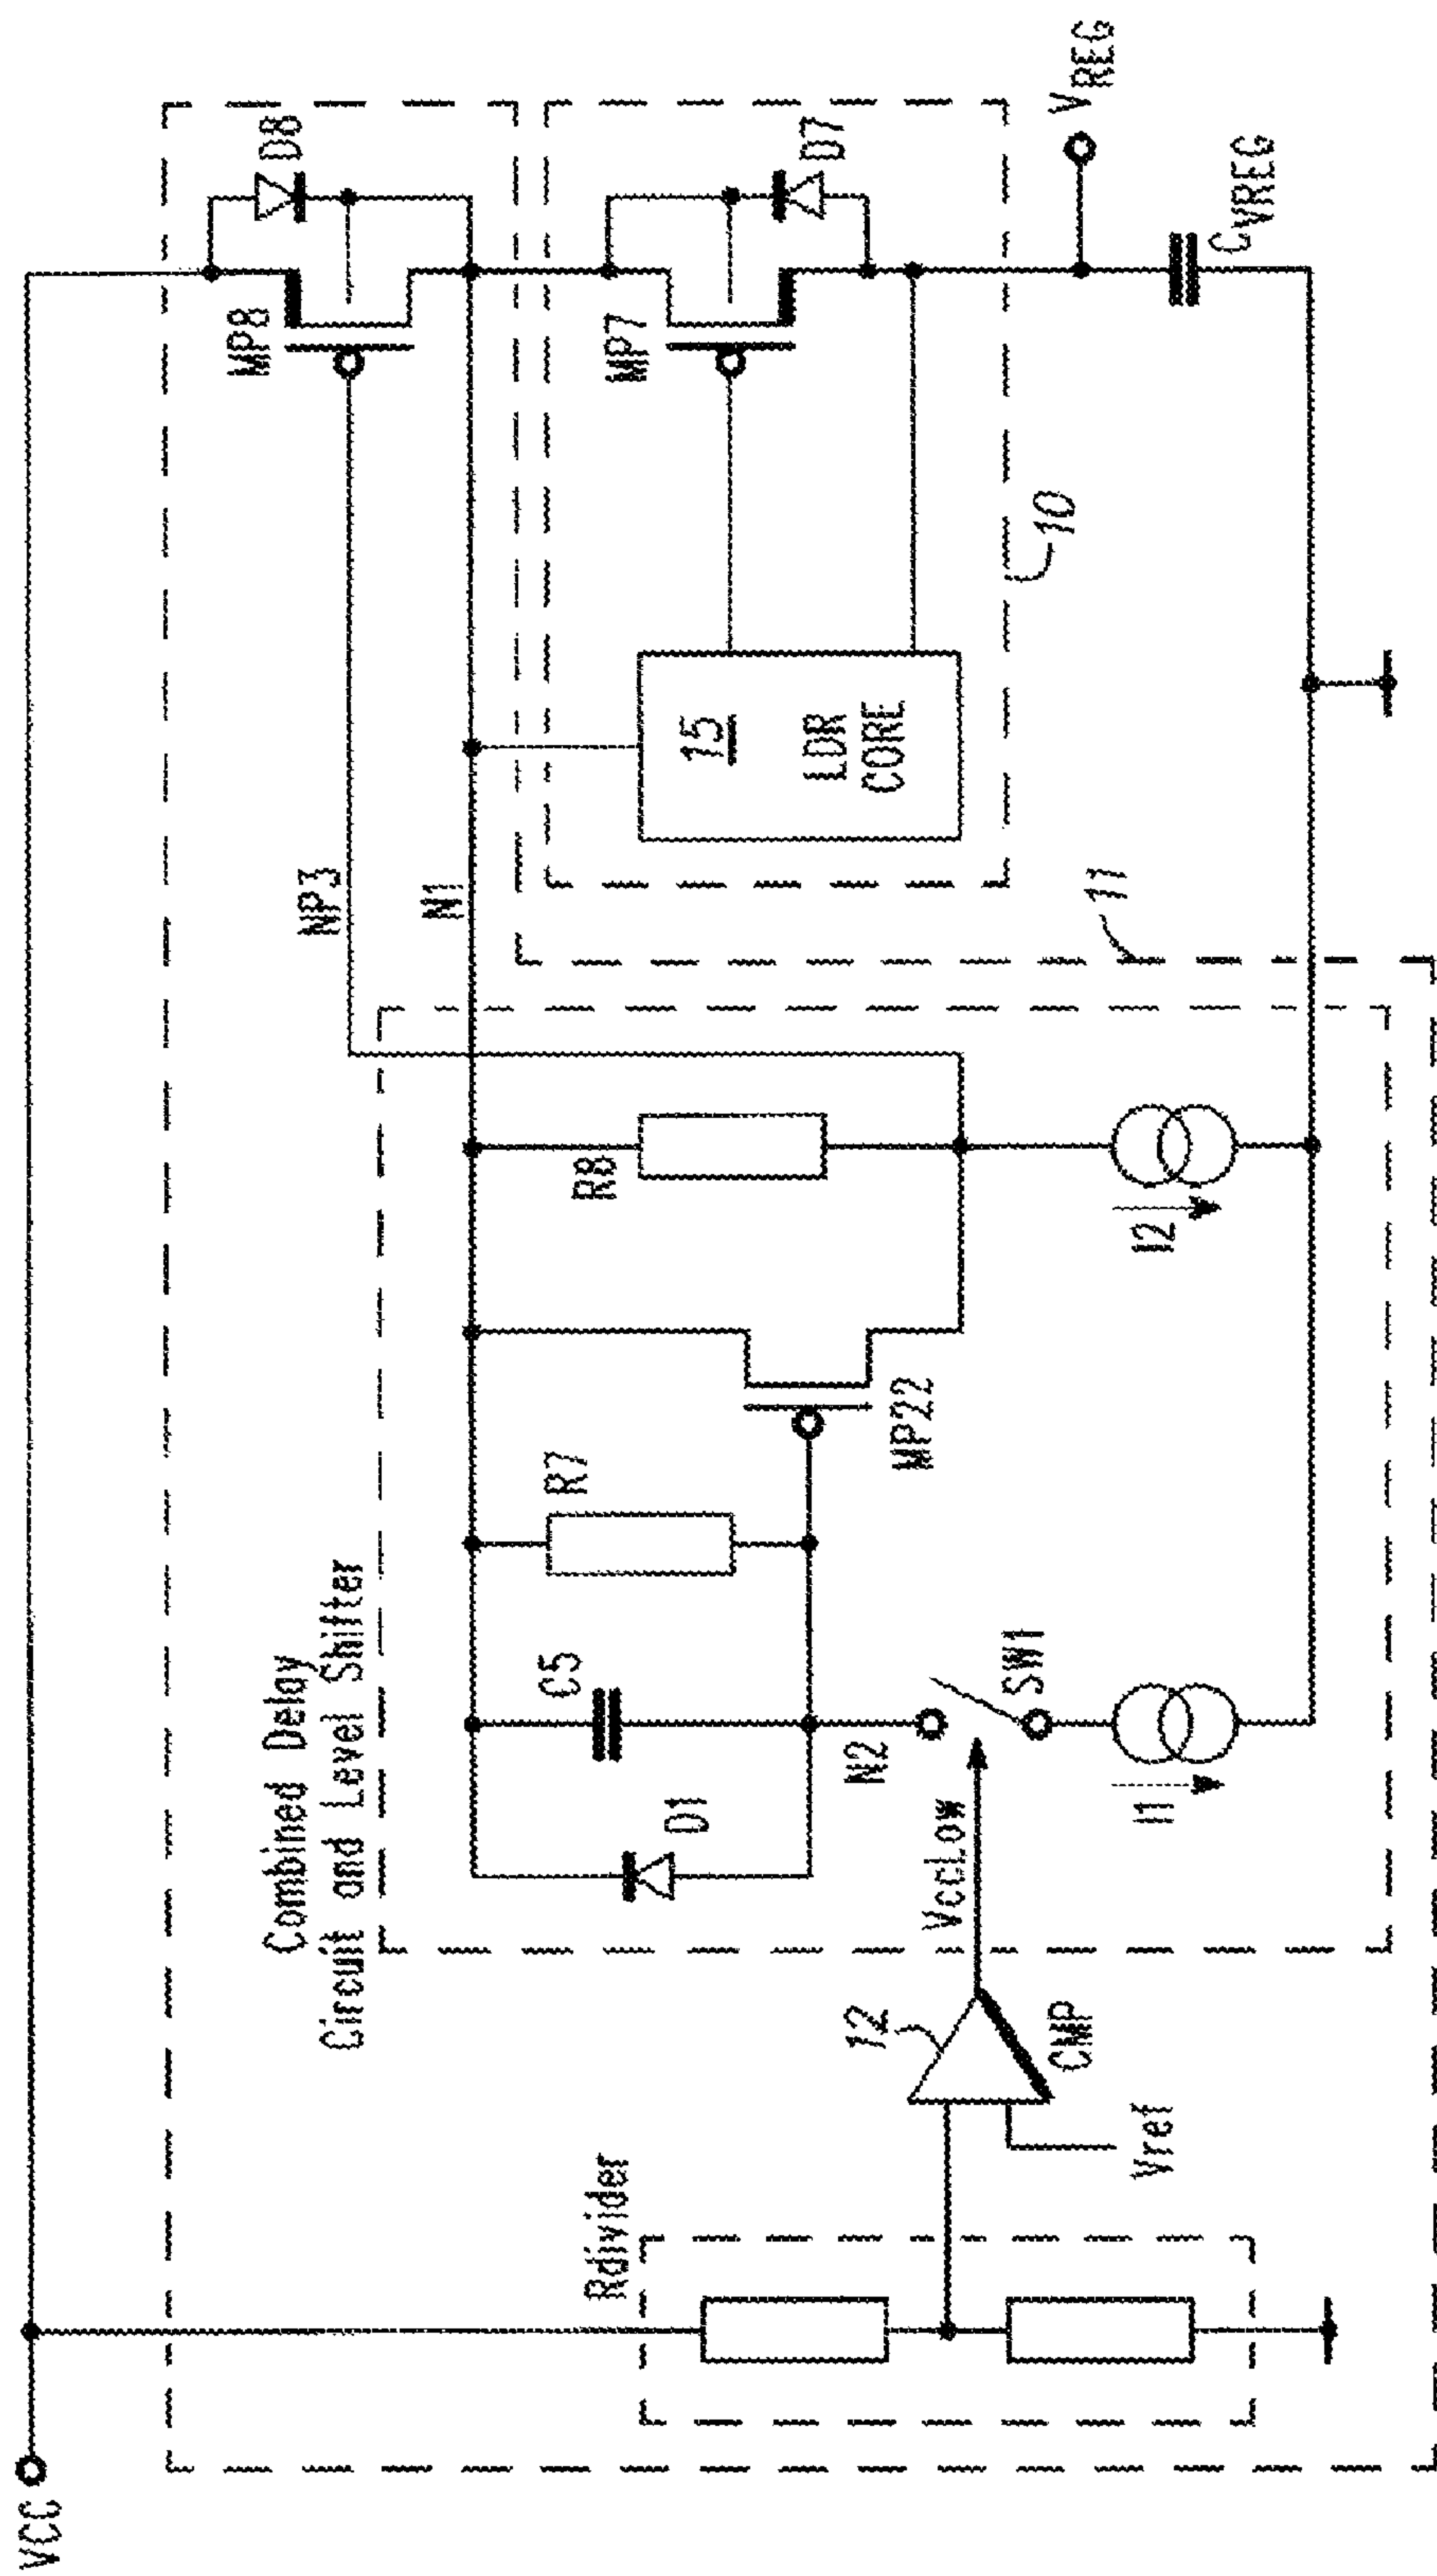 VCC
Rdivider
Vref
12
CMP
VccLow
Combined Delay
Circuit and Level Shifter
D1
C5
N2
SW1
I1
R7
MP22
R8
I2
11
NP3
N1
15
LDR
CORE
10
MP8
D8
MP7
D7
VREG
CVREG